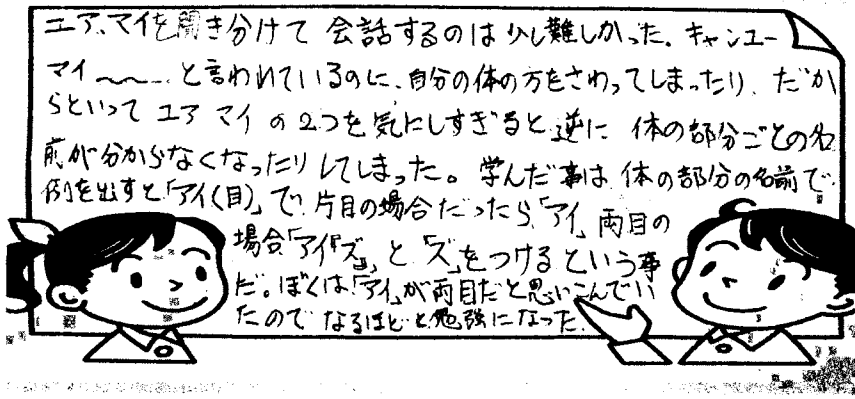 ユア、マイを聞き分けて 会話するのは少し難しかった。キャンユー
マイ〜〜 と言われているのに、自分の体の方をさわってしまったり、だか
らといって ユア マイ の2つを気にしすぎると逆に 体の部分ごとの名
前が分からなくなったりしてしまった。学んだ事は 体の部分の名前で、
例を出すと「アイ(目)」で、片目の場合だったら「アイ」両目の
場合「アイ『ズ』」と「ズ」をつけるという事
だ。ぼくは「アイ」が両目だと思いこんでい
たので なるほどと勉強になった。